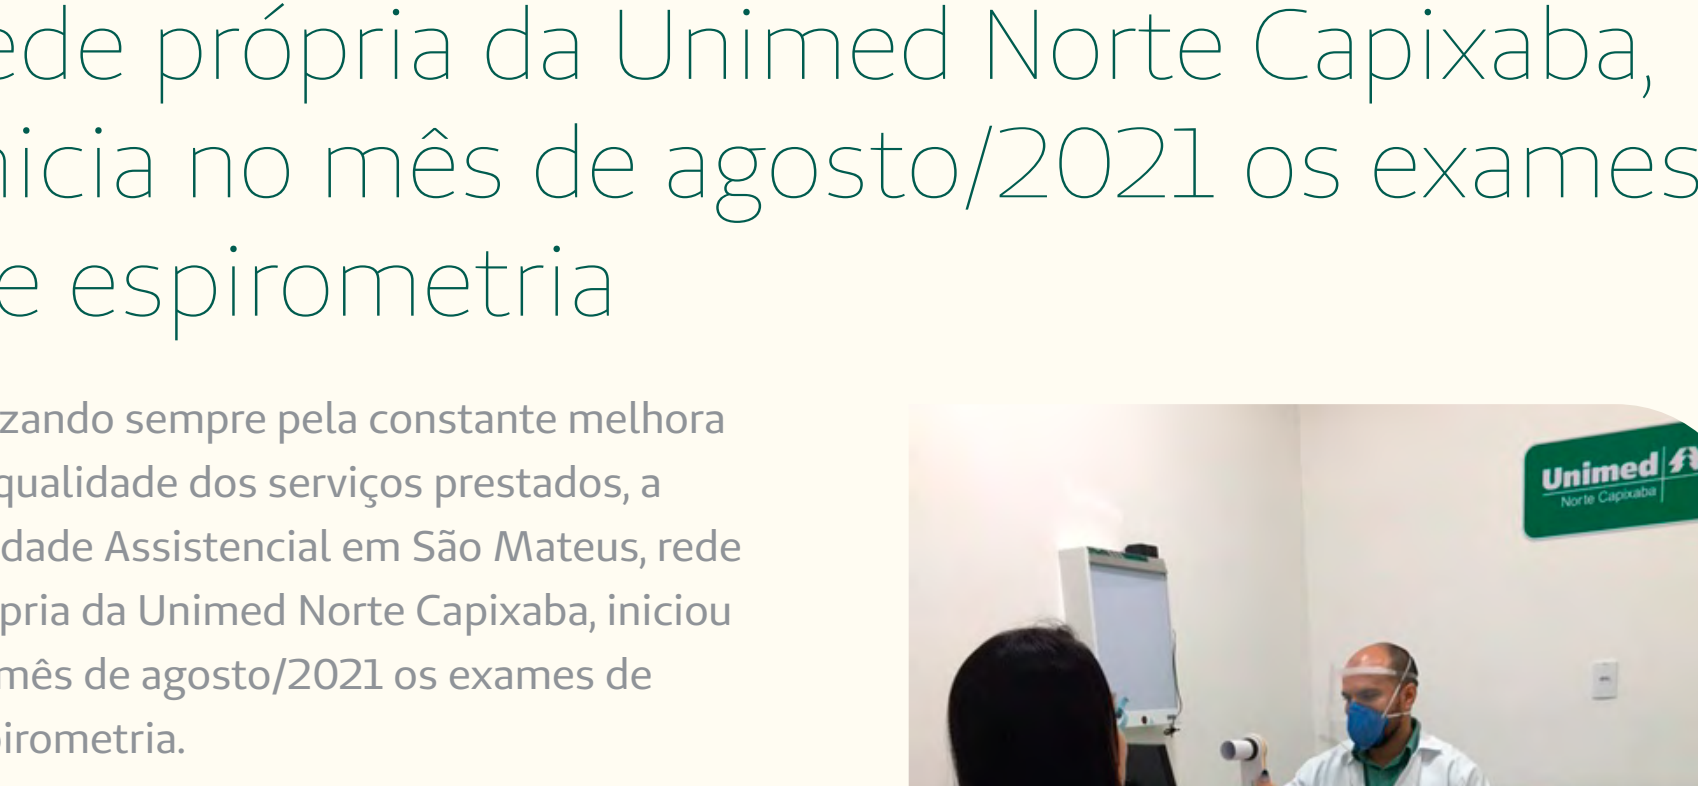 ede própria da Unimed Norte Capixaba,
nicia no mês de agosto/2021 os exames
e espirometria
zando sempre pela constante melhora
qualidade dos serviços prestados, a
dade Assistencial em São Mateus, rede
pria da Unimed Norte Capixaba, iniciou
mês de agosto/2021 os exames de
pirometria.
Unimed
Norte Capixaba